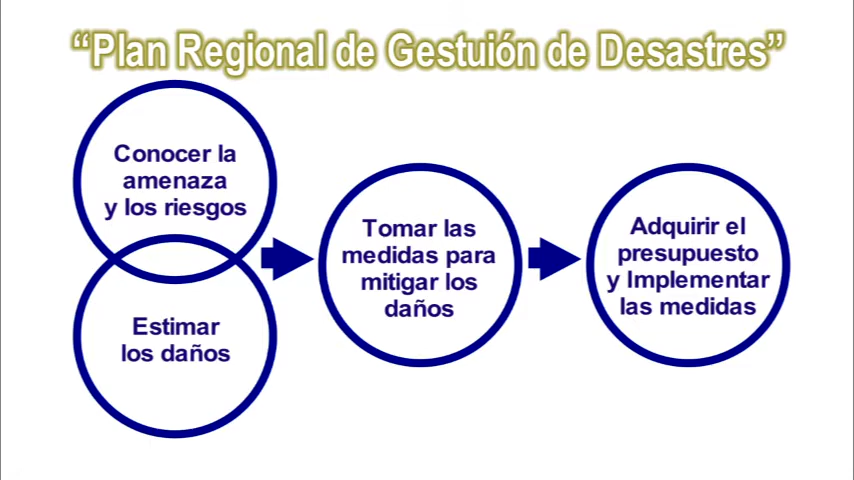 “Plan Regional de Gestuión de Desastres”
Conocer la
amenaza
y los riesgos
Estimar
los daños
Tomar las
medidas para
mitigar los
daños
Adquirir el
presupuesto
y Implementar
las medidas